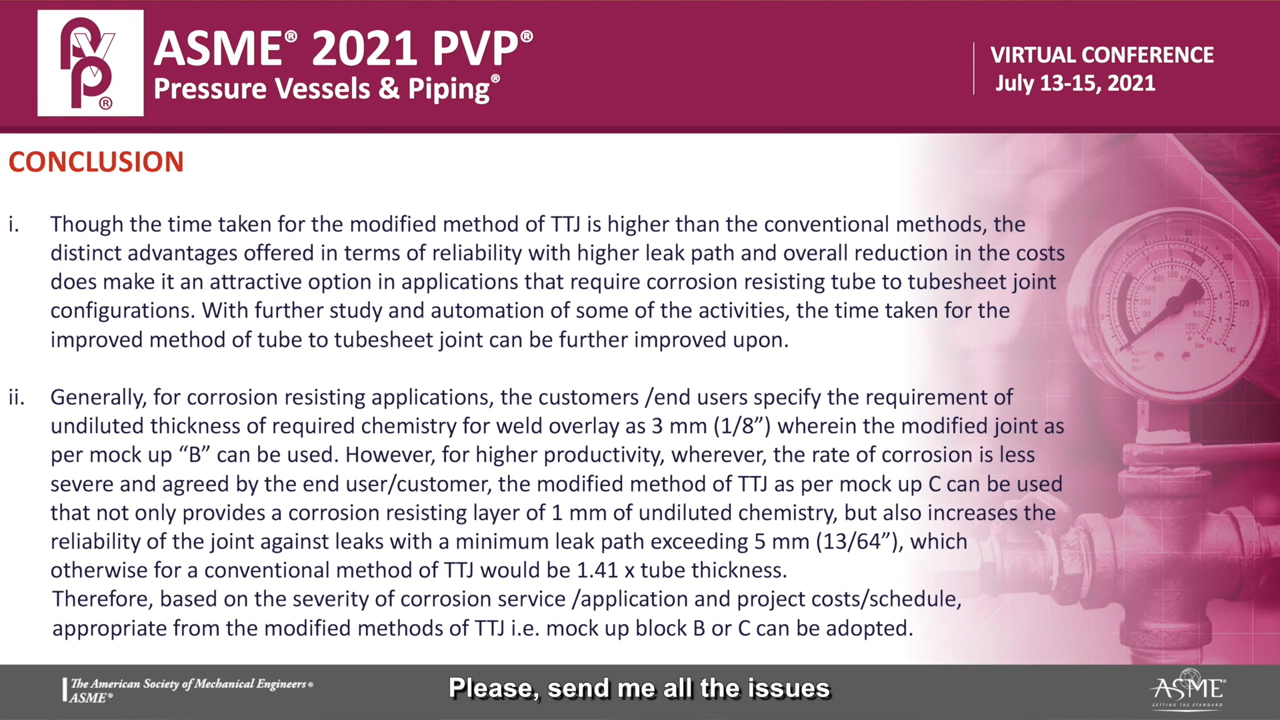 ASME® 2021 PVP®
Pressure Vessels & Piping®
VIRTUAL CONFERENCE
July 13-15, 2021
CONCLUSION
i. Though the time taken for the modified method of TTJ is higher than the conventional methods, the
distinct advantages offered in terms of reliability with higher leak path and overall reduction in the costs
does make it an attractive option in applications that require corrosion resisting tube to tubesheet joint
configurations. With further study and automation of some of the activities, the time taken for the
improved method of tube to tubesheet joint can be further improved upon.
ii. Generally, for corrosion resisting applications, the customers /end users specify the requirement of
undiluted thickness of required chemistry for weld overlay as 3 mm (1/8”) wherein the modified joint as
per mock up “B” can be used. However, for higher productivity, wherever, the rate of corrosion is less
severe and agreed by the end user/customer, the modified method of TTJ as per mock up C can be used
that not only provides a corrosion resisting layer of 1 mm of undiluted chemistry, but also increases the
reliability of the joint against leaks with a minimum leak path exceeding 5 mm (13/64”), which
otherwise for a conventional method of TTJ would be 1.41 x tube thickness.
Therefore, based on the severity of corrosion service /application and project costs/schedule,
appropriate from the modified methods of TTJ i.e. mock up block B or C can be adopted.
The American Society of Mechanical Engineers®
ASME®
Please, send me all the issues
ASME®
SETTING THE STANDARD